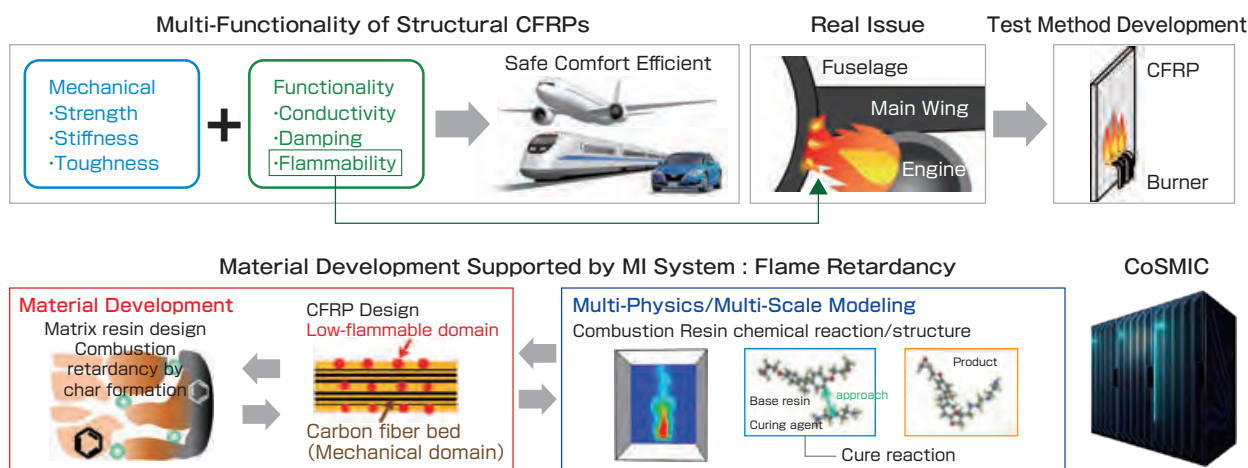 Multi-Functionality of Structural CFRPs
Real Issue
Test Method Development
Mechanical
・Strength
・Stiffness
・Toughness
+
Functionality
・Conductivity
・Damping
・Flammability
Safe Comfort Efficient
Fuselage
Main Wing
Engine
CFRP
Burner
Material Development Supported by MI System : Flame Retardancy
CoSMIC
Material Development
Matrix resin design
Combustion
retardancy by
char formation
CFRP Design
Low-flammable domain
Carbon fiber bed
(Mechanical domain)
Multi-Physics/Multi-Scale Modeling
Combustion Resin chemical reaction/structure
Base resin
approach
Curing agent
Product
Cure reaction